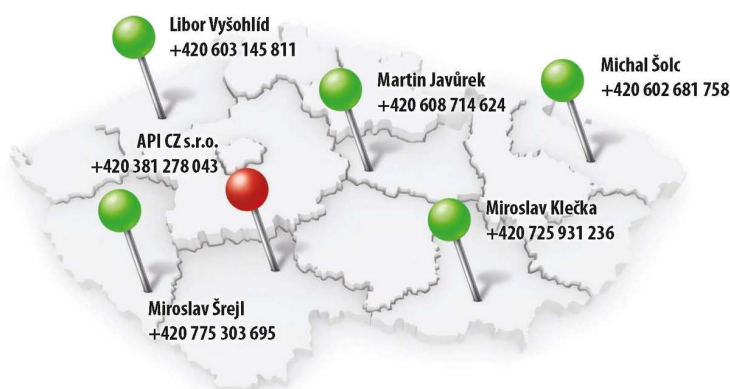 Libor Vyšohlíd
+420 603 145 811
Martin Javůrek
+420 608 714 624
Michal Šolc
+420 602 681 758
API CZ s.r.o.
+420 381 278 043
Miroslav Klečka
+420 725 931 236
Miroslav Šrejl
+420 775 303 695